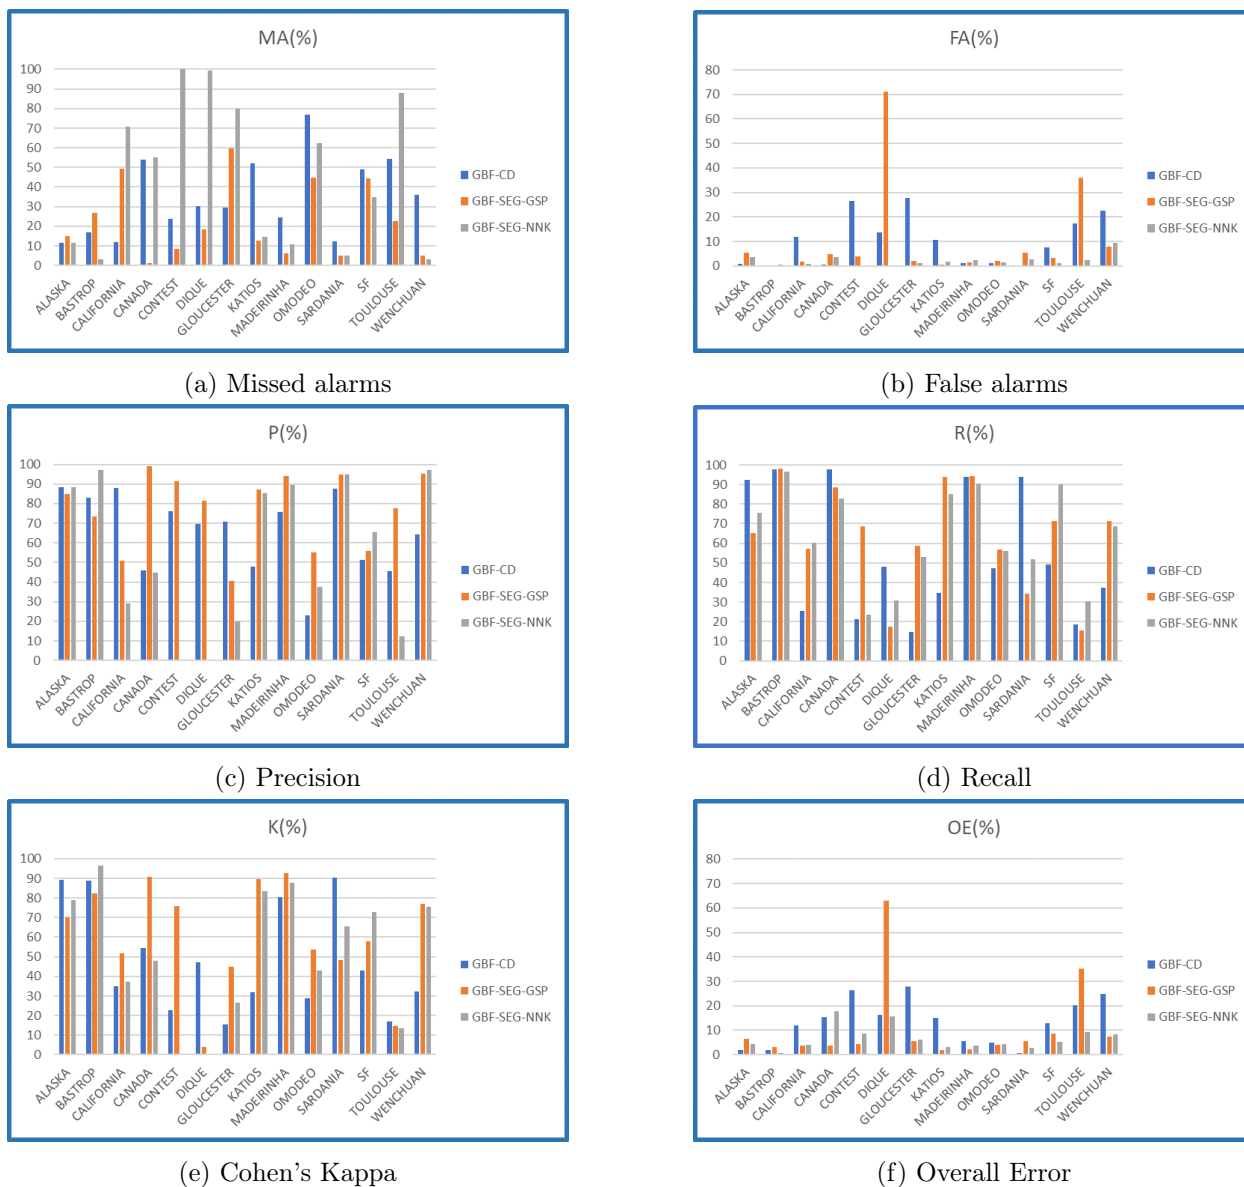 MA(%)
100
90
80
70
60
50
40
30
20
10
0
ALASKA
BASTROP
CALIFORNIA
CANADA
CONTEST
DIQUE
GLOUCESTER
KATIOS
MADEIRINHA
OMODEO
SARDANIA
SF
TOULOUSE
WENCHUAN
GBF-CD
GBF-SEG-GSP
GBF-SEG-NNK
(a) Missed alarms
FA(%)
80
70
60
50
40
30
20
10
0
ALASKA
BASTROP
CALIFORNIA
CANADA
CONTEST
DIQUE
GLOUCESTER
KATIOS
MADEIRINHA
OMODEO
SARDANIA
SF
TOULOUSE
WENCHUAN
GBF-CD
GBF-SEG-GSP
GBF-SEG-NNK
(b) False alarms
P(%)
100
90
80
70
60
50
40
30
20
10
0
ALASKA
BASTROP
CALIFORNIA
CANADA
CONTEST
DIQUE
GLOUCESTER
KATIOS
MADEIRINHA
OMODEO
SARDANIA
SF
TOULOUSE
WENCHUAN
GBF-CD
GBF-SEG-GSP
GBF-SEG-NNK
(c) Precision
R(%)
100
90
80
70
60
50
40
30
20
10
0
ALASKA
BASTROP
CALIFORNIA
CANADA
CONTEST
DIQUE
GLOUCESTER
KATIOS
MADEIRINHA
OMODEO
SARDANIA
SF
TOULOUSE
WENCHUAN
GBF-CD
GBF-SEG-GSP
GBF-SEG-NNK
(d) Recall
K(%)
100
90
80
70
60
50
40
30
20
10
0
ALASKA
BASTROP
CALIFORNIA
CANADA
CONTEST
DIQUE
GLOUCESTER
KATIOS
MADEIRINHA
OMODEO
SARDANIA
SF
TOULOUSE
WENCHUAN
GBF-CD
GBF-SEG-GSP
GBF-SEG-NNK
(e) Cohen's Kappa
OE(%)
80
70
60
50
40
30
20
10
0
ALASKA
BASTROP
CALIFORNIA
CANADA
CONTEST
DIQUE
GLOUCESTER
KATIOS
MADEIRINHA
OMODEO
SARDANIA
SF
TOULOUSE
WENCHUAN
GBF-CD
GBF-SEG-GSP
GBF-SEG-NNK
(f) Overall Error